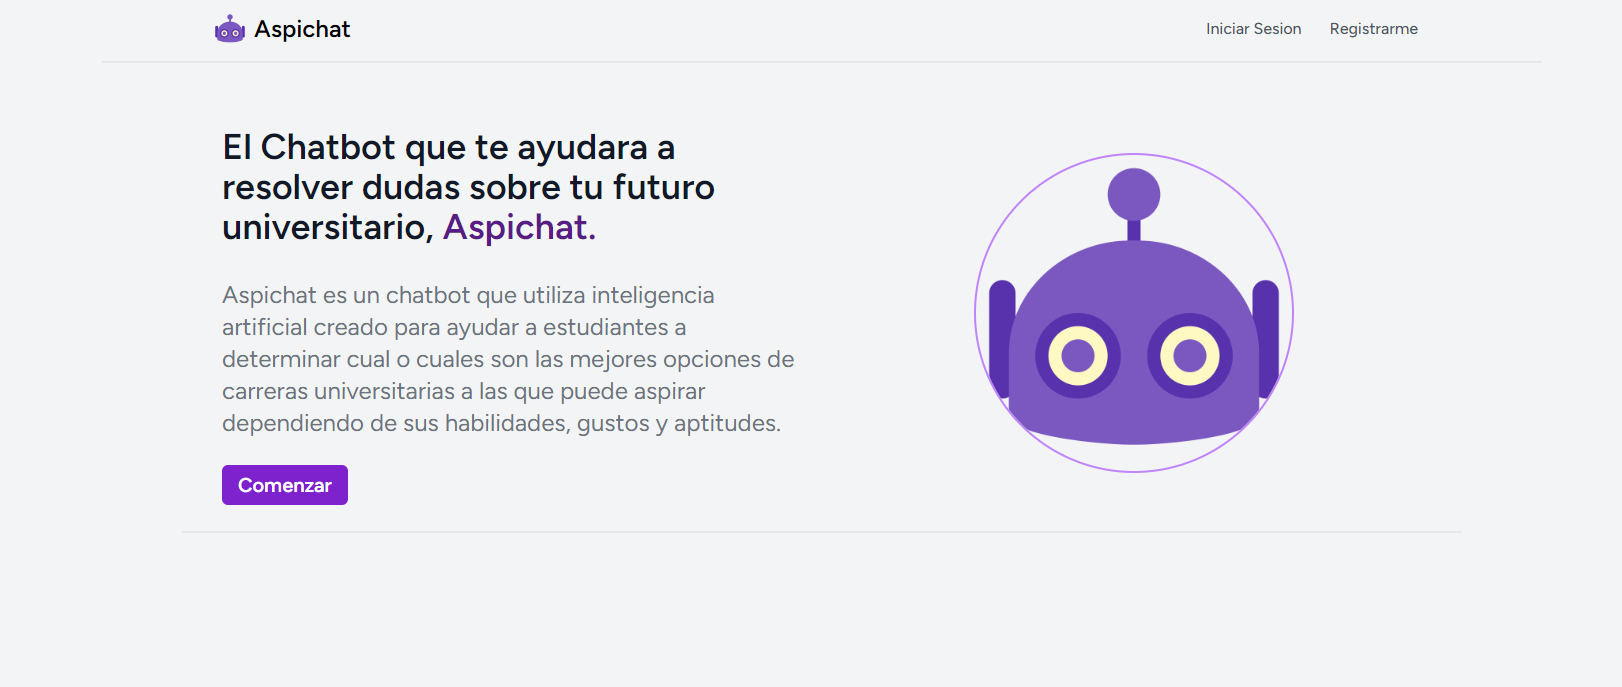 Aspichat
Iniciar Sesion
Registrarme
El Chatbot que te ayudara a
resolver dudas sobre tu futuro
universitario, Aspichat.
Aspichat es un chatbot que utiliza inteligencia
artificial creado para ayudar a estudiantes a
determinar cual o cuales son las mejores opciones de
carreras universitarias a las que puede aspirar
dependiendo de sus habilidades, gustos y aptitudes.
Comenzar